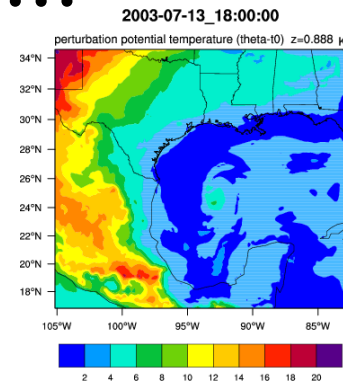 2003-07-13_18:00:00
perturbation potential temperature (theta-t0) z=0.888
34°N
32°N
30°N
28°N
26°N
24°N
22°N
20°N
18°N
105°W 100°W 95°W 90°W 85°W
2 4 6 8 10 12 14 16 18 20